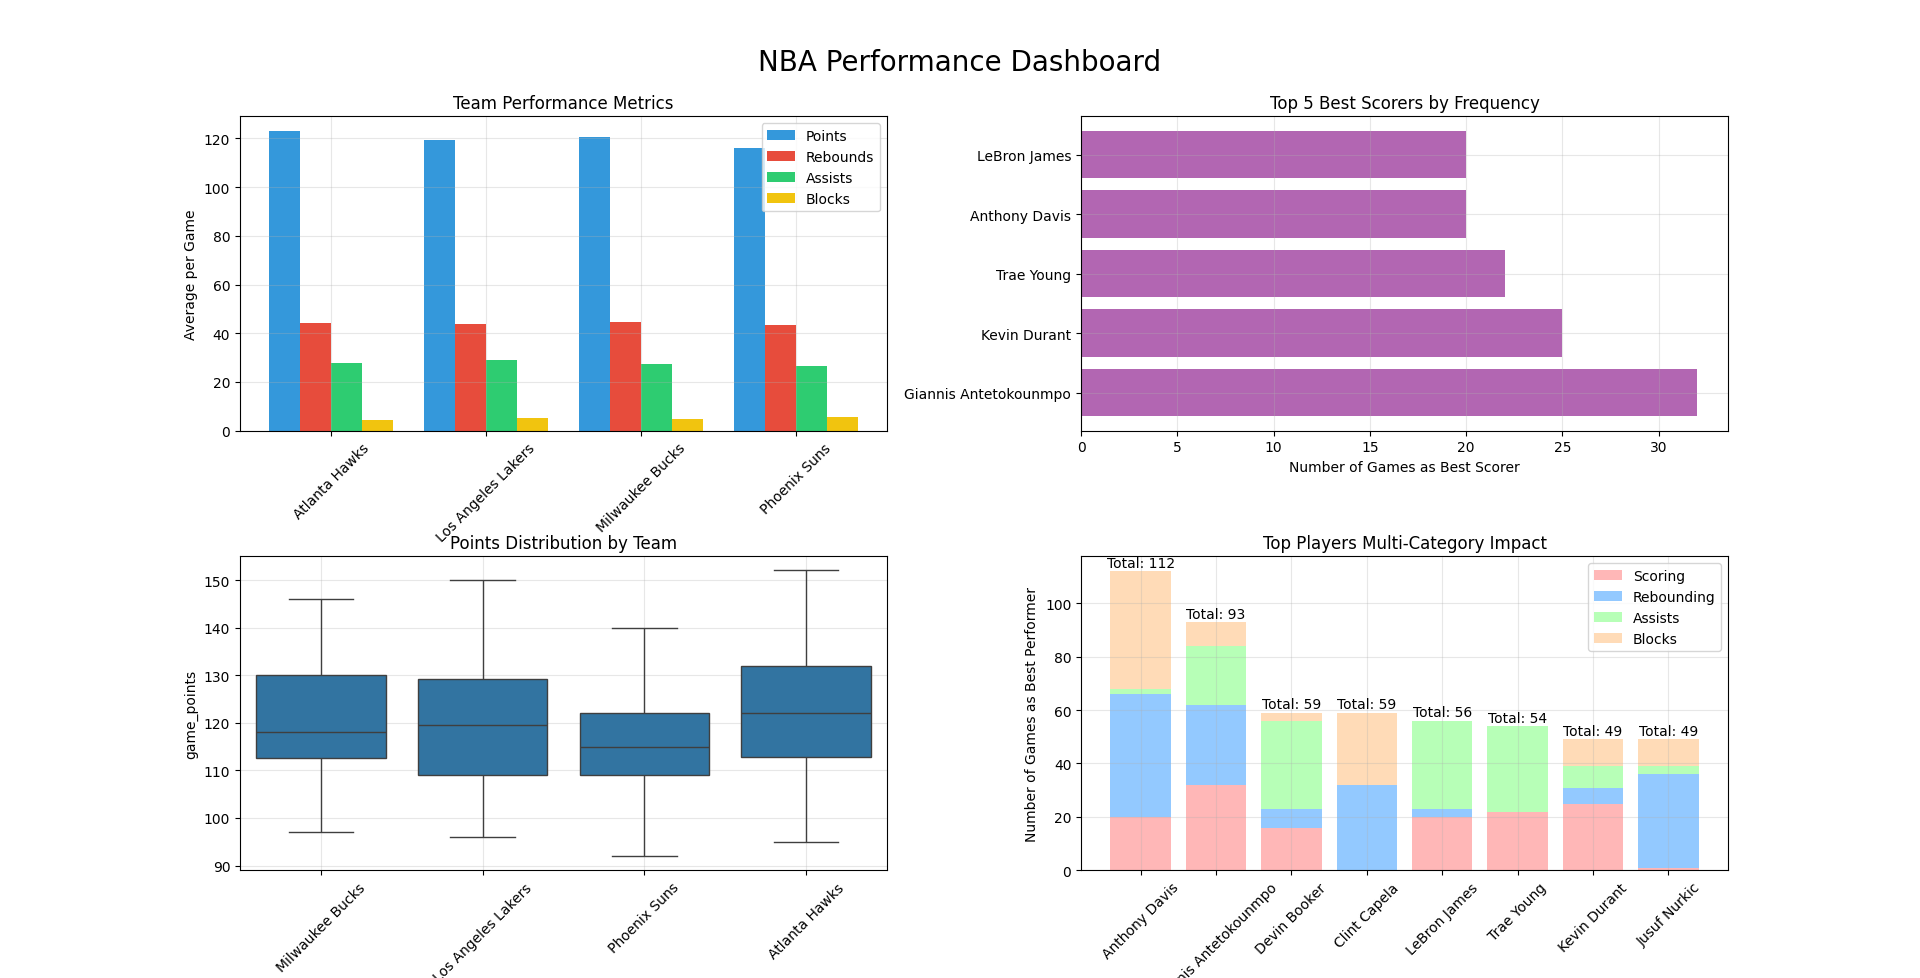 NBA Performance Dashboard
Team Performance Metrics
Average per Game
120
100
80
60
40
20
0
Points
Rebounds
Assists
Blocks
Atlanta Hawks
Los Angeles Lakers
Milwaukee Bucks
Phoenix Suns
Top 5 Best Scorers by Frequency
LeBron James
Anthony Davis
Trae Young
Kevin Durant
Giannis Antetokounmpo
0 5 10 15 20 25 30
Number of Games as Best Scorer
Points Distribution by Team
game_points
150
140
130
120
110
100
90
Milwaukee Bucks
Los Angeles Lakers
Phoenix Suns
Atlanta Hawks
Top Players Multi-Category Impact
Number of Games as Best Performer
100
80
60
40
20
0
Total: 112
Total: 93
Total: 59
Total: 59
Total: 56
Total: 54
Total: 49
Total: 49
Scoring
Rebounding
Assists
Blocks
Anthony Davis
Antetokounmpo
Devin Booker
Clint Capela
LeBron James
Trae Young
Kevin Durant
Jusuf Nurkic